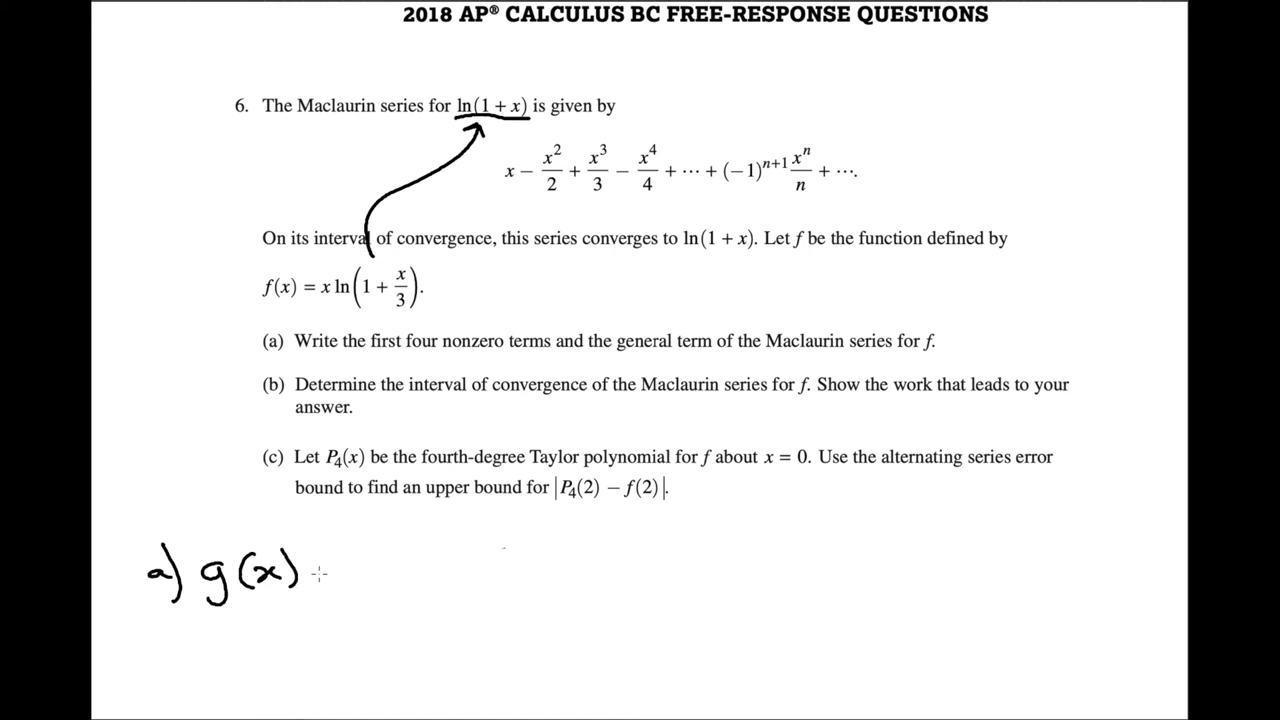 2018 AP® CALCULUS BC FREE-RESPONSE QUESTIONS
6. The Maclaurin series for ln(1 + x) is given by
x − x²/2 + x³/3 − x⁴/4 + ⋯ + (−1)ⁿ⁺¹ xⁿ/n + ⋯.
On its interval of convergence, this series converges to ln(1 + x). Let f be the function defined by
f(x) = x ln(1 + x/3).
(a) Write the first four nonzero terms and the general term of the Maclaurin series for f.
(b) Determine the interval of convergence of the Maclaurin series for f. Show the work that leads to your
answer.
(c) Let P₄(x) be the fourth-degree Taylor polynomial for f about x = 0. Use the alternating series error
bound to find an upper bound for |P₄(2) − f(2)|.
a) g(x)